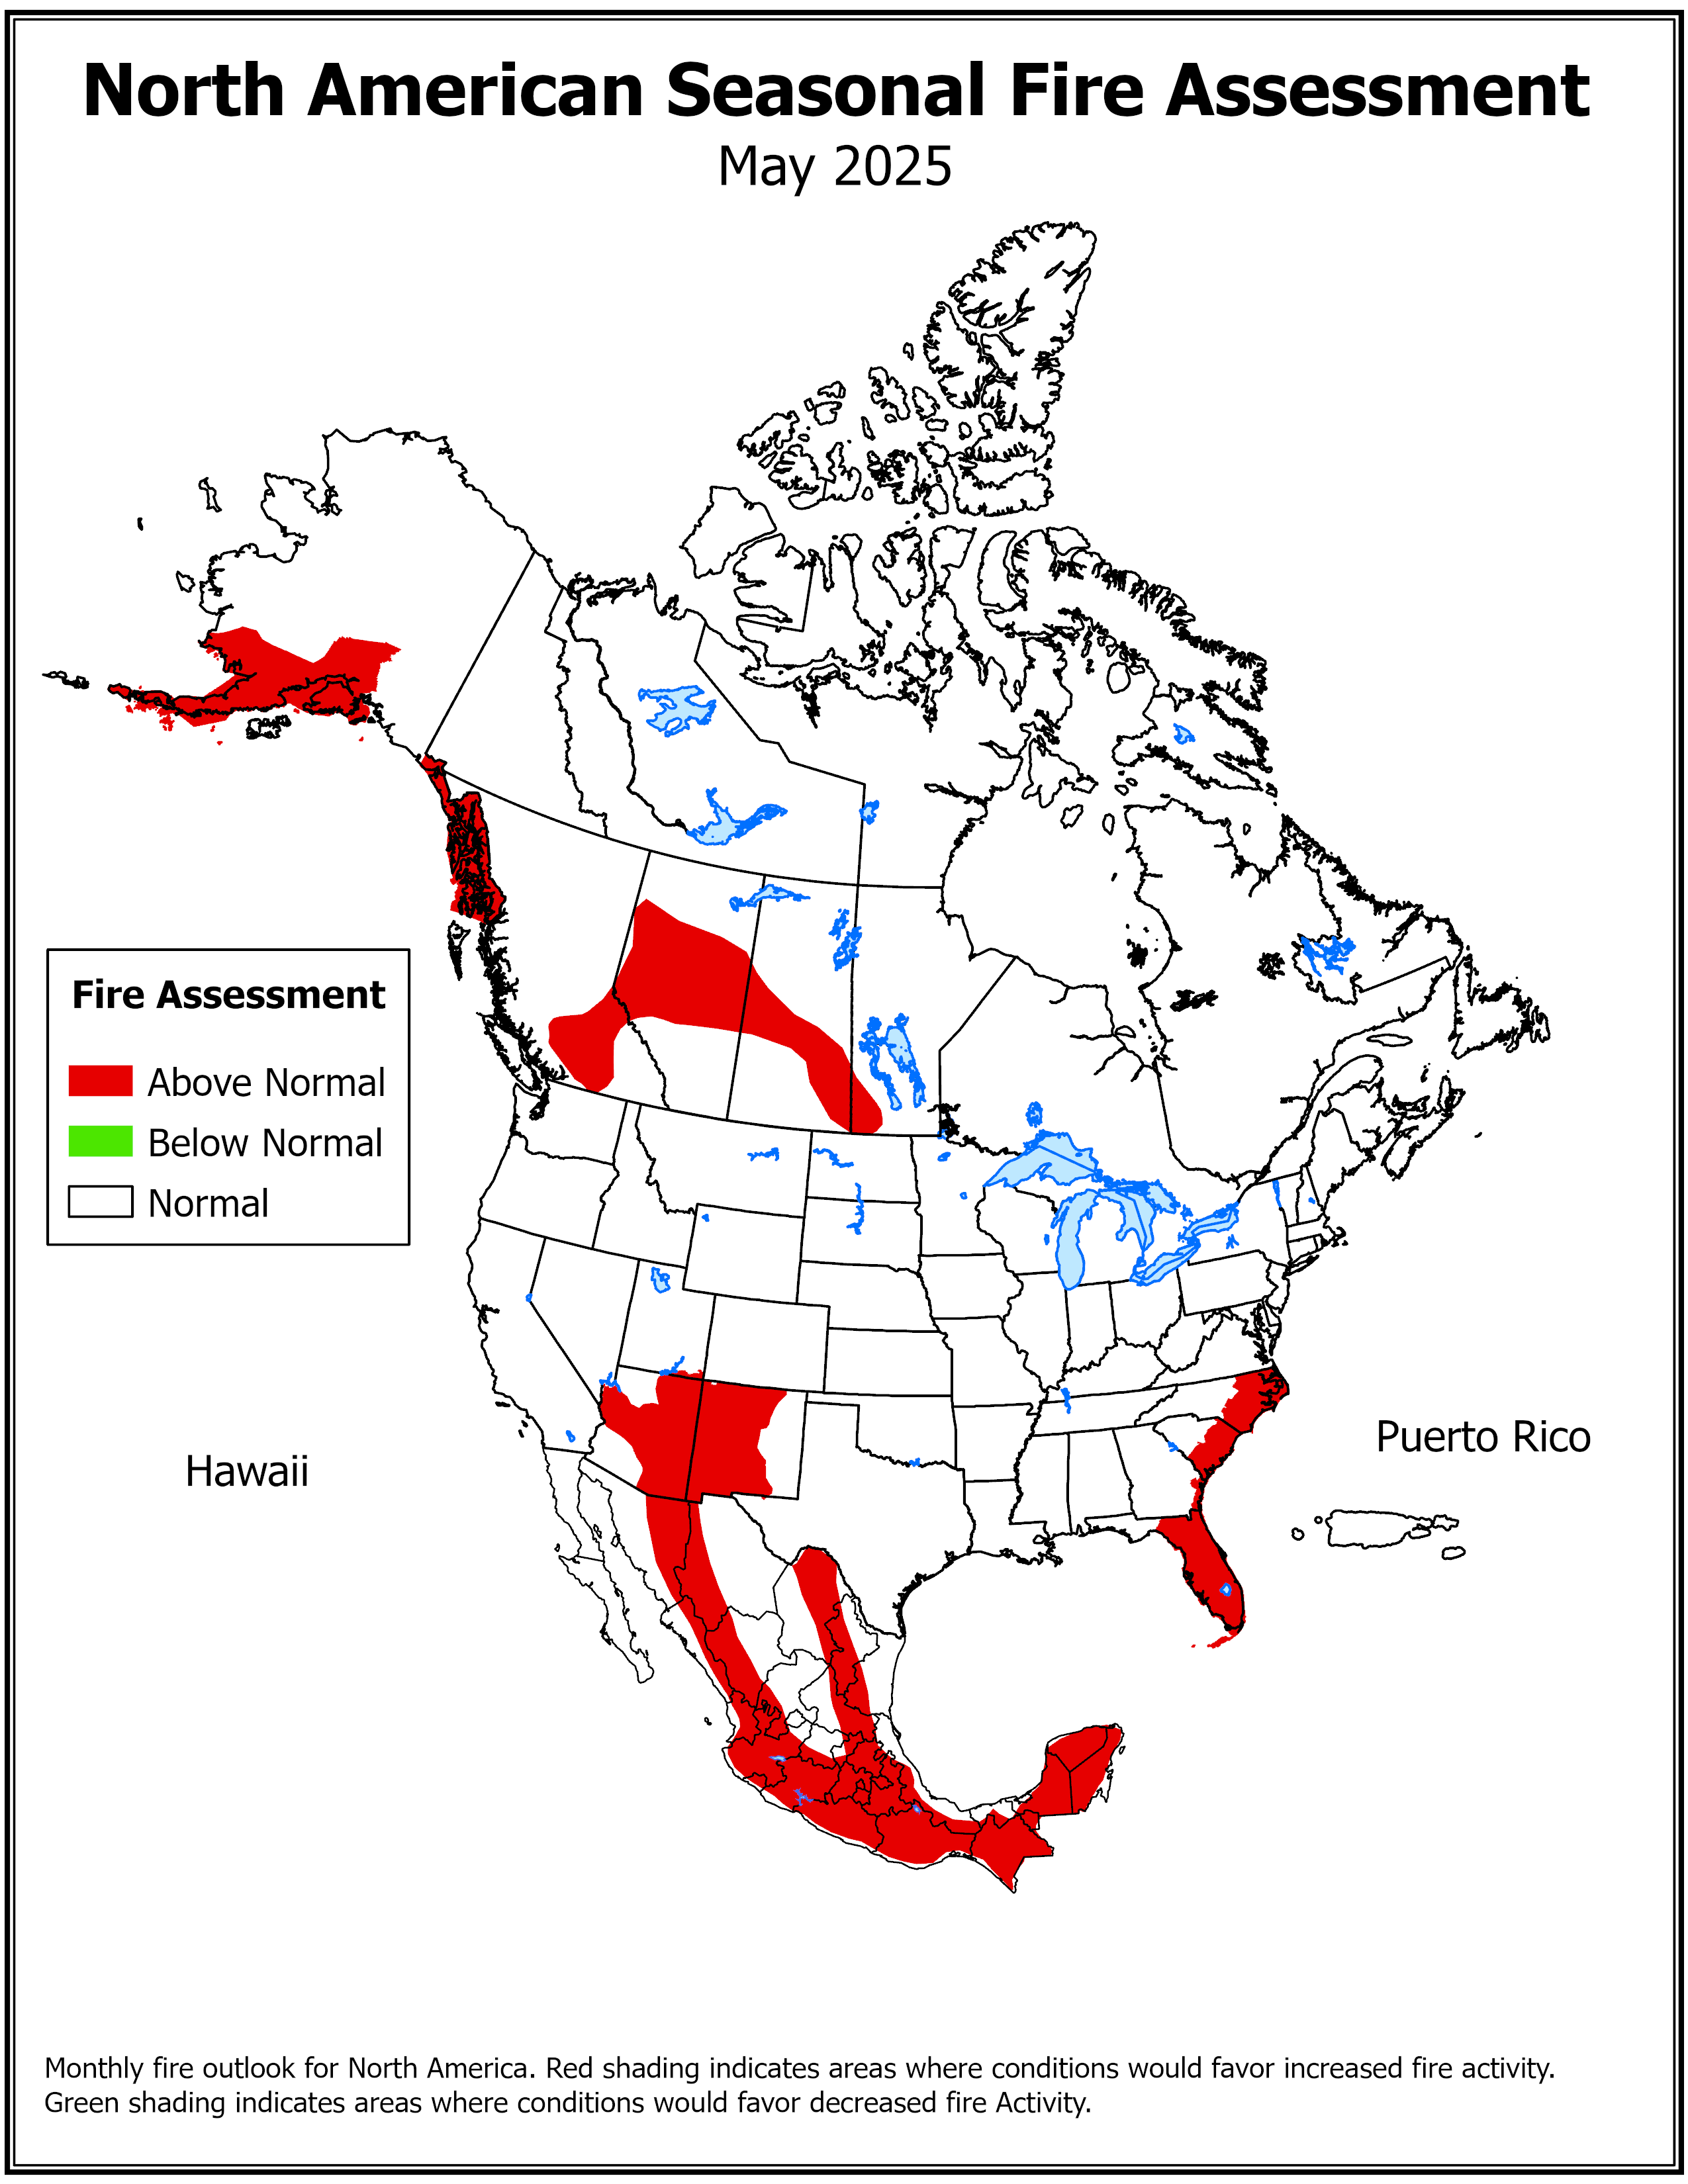 North American Seasonal Fire Assessment
May 2025
Fire Assessment
Above Normal
Below Normal
Normal
Hawaii
Puerto Rico
Monthly fire outlook for North America. Red shading indicates areas where conditions would favor increased fire activity.
Green shading indicates areas where conditions would favor decreased fire Activity.